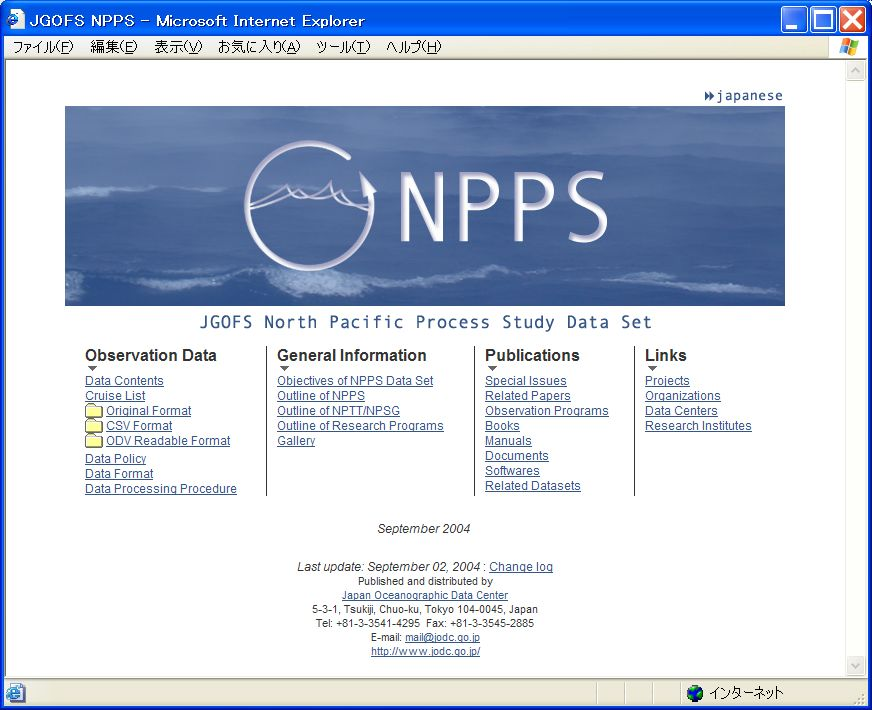 JGOFS NPPS - Microsoft Internet Explorer
ファイル(F) 編集(E) 表示(V) お気に入り(A) ツール(T) ヘルプ(H)
japanese
NPPS
JGOFS North Pacific Process Study Data Set
Observation Data
Data Contents
Cruise List
Original Format
CSV Format
ODV Readable Format
Data Policy
Data Format
Data Processing Procedure
General Information
Objectives of NPPS Data Set
Outline of NPPS
Outline of NPTT/NPSG
Outline of Research Programs
Gallery
Publications
Special Issues
Related Papers
Observation Programs
Books
Manuals
Documents
Softwares
Related Datasets
Links
Projects
Organizations
Data Centers
Research Institutes
September 2004
Last update: September 02, 2004 : Change log
Published and distributed by
Japan Oceanographic Data Center
5-3-1, Tsukiji, Chuo-ku, Tokyo 104-0045, Japan
Tel: +81-3-3541-4295 Fax: +81-3-3545-2885
E-mail: mail@jodc.go.jp
http://www.jodc.go.jp/
インターネット